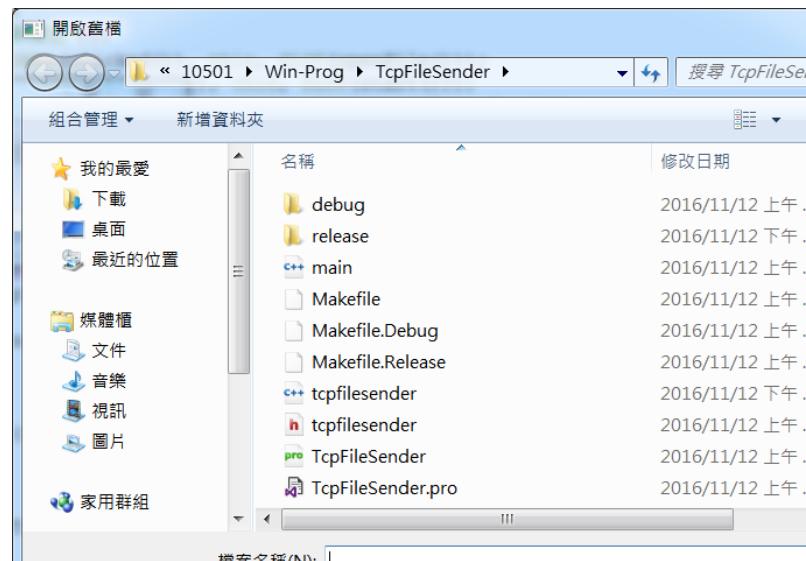 開啟舊檔
« 10501 Win-Prog TcpFileSender 搜尋 TcpFileSe
組合管理 新增資料夾
我的最愛
下載
桌面
最近的位置
媒體櫃
文件
音樂
視訊
圖片
家用群組
名稱 修改日期
debug 2016/11/12 上午
release 2016/11/12 下午
c++ main 2016/11/12 上午
Makefile 2016/11/12 上午
Makefile.Debug 2016/11/12 上午
Makefile.Release 2016/11/12 上午
c++ tcpfilesender 2016/11/12 下午
h tcpfilesender 2016/11/12 上午
pro TcpFileSender 2016/11/12 上午
TcpFileSender.pro 2016/11/12 上午
檔案名稱(N):